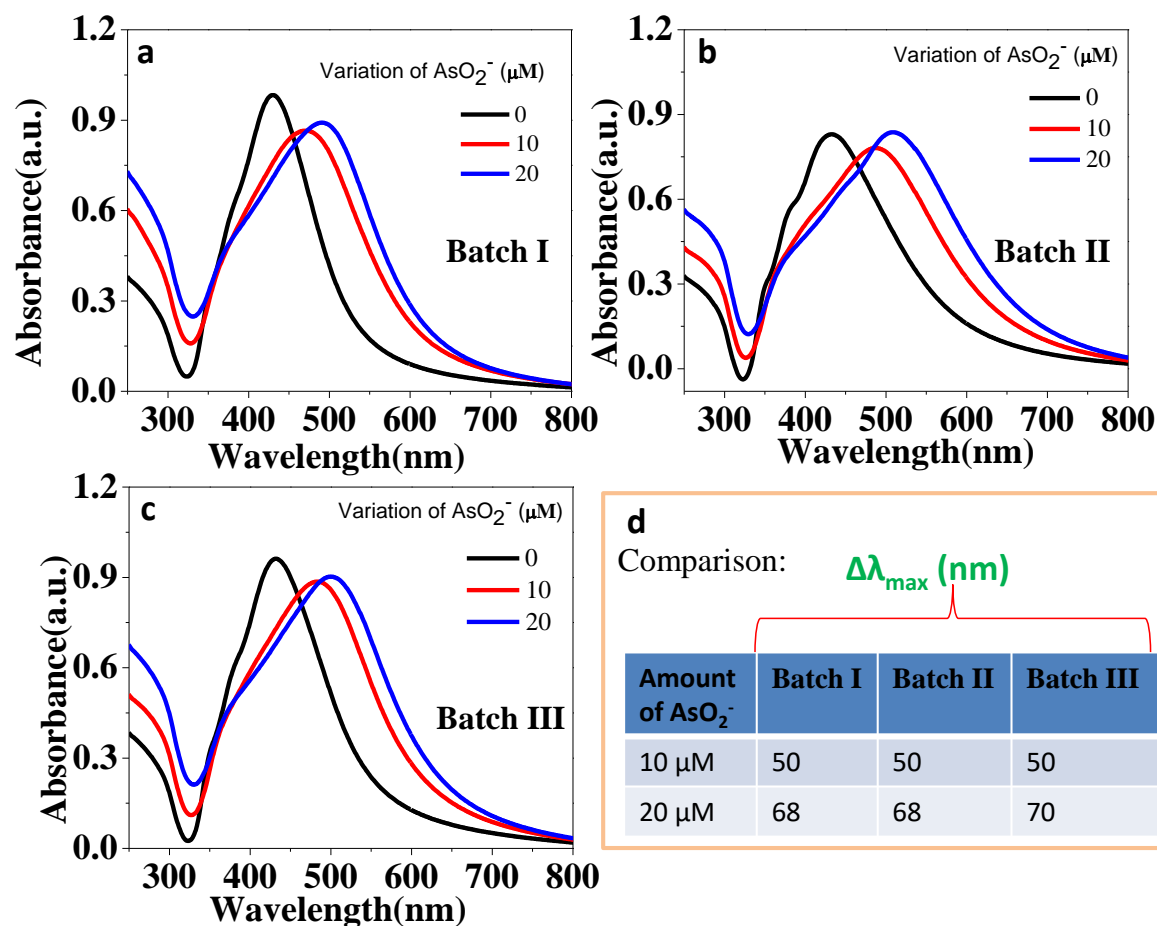 a
Variation of AsO₂⁻ (μM)
0
10
20
Batch I
1.2
0.9
0.6
0.3
0.0
Absorbance(a.u.)
300 400 500 600 700 800
Wavelength(nm)
b
Variation of AsO₂⁻ (μM)
0
10
20
Batch II
1.2
0.9
0.6
0.3
0.0
Absorbance(a.u.)
300 400 500 600 700 800
Wavelength(nm)
c
Variation of AsO₂⁻ (μM)
0
10
20
Batch III
1.2
0.9
0.6
0.3
0.0
Absorbance(a.u.)
300 400 500 600 700 800
Wavelength(nm)
d
Comparison:
Δλmax (nm)
Amount of AsO₂⁻ Batch I Batch II Batch III
10 μM 50 50 50
20 μM 68 68 70